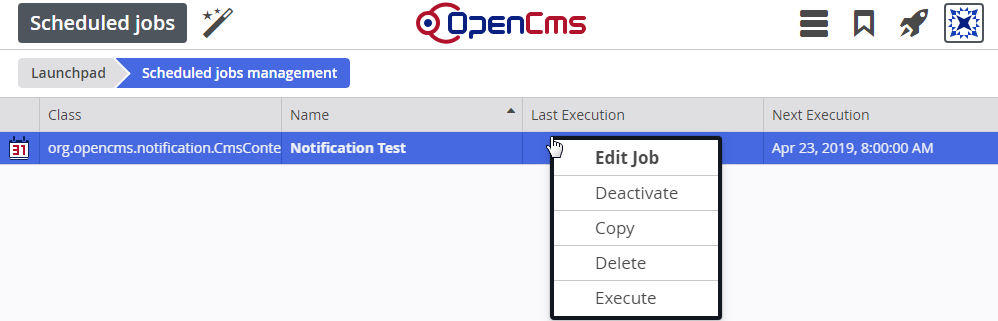 Scheduled jobs
OpenCms
Launchpad
Scheduled jobs management
Class Name Last Execution Next Execution
31 org.opencms.notification.CmsConte Notification Test Apr 23, 2019, 8:00:00 AM
Edit Job
Deactivate
Copy
Delete
Execute